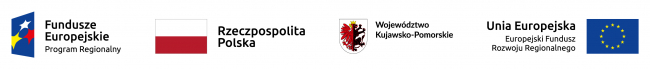 Fundusze
Europejskie
Program Regionalny
Rzeczpospolita
Polska
Województwo
Kujawsko-Pomorskie
Unia Europejska
Europejski Fundusz
Rozwoju Regionalnego